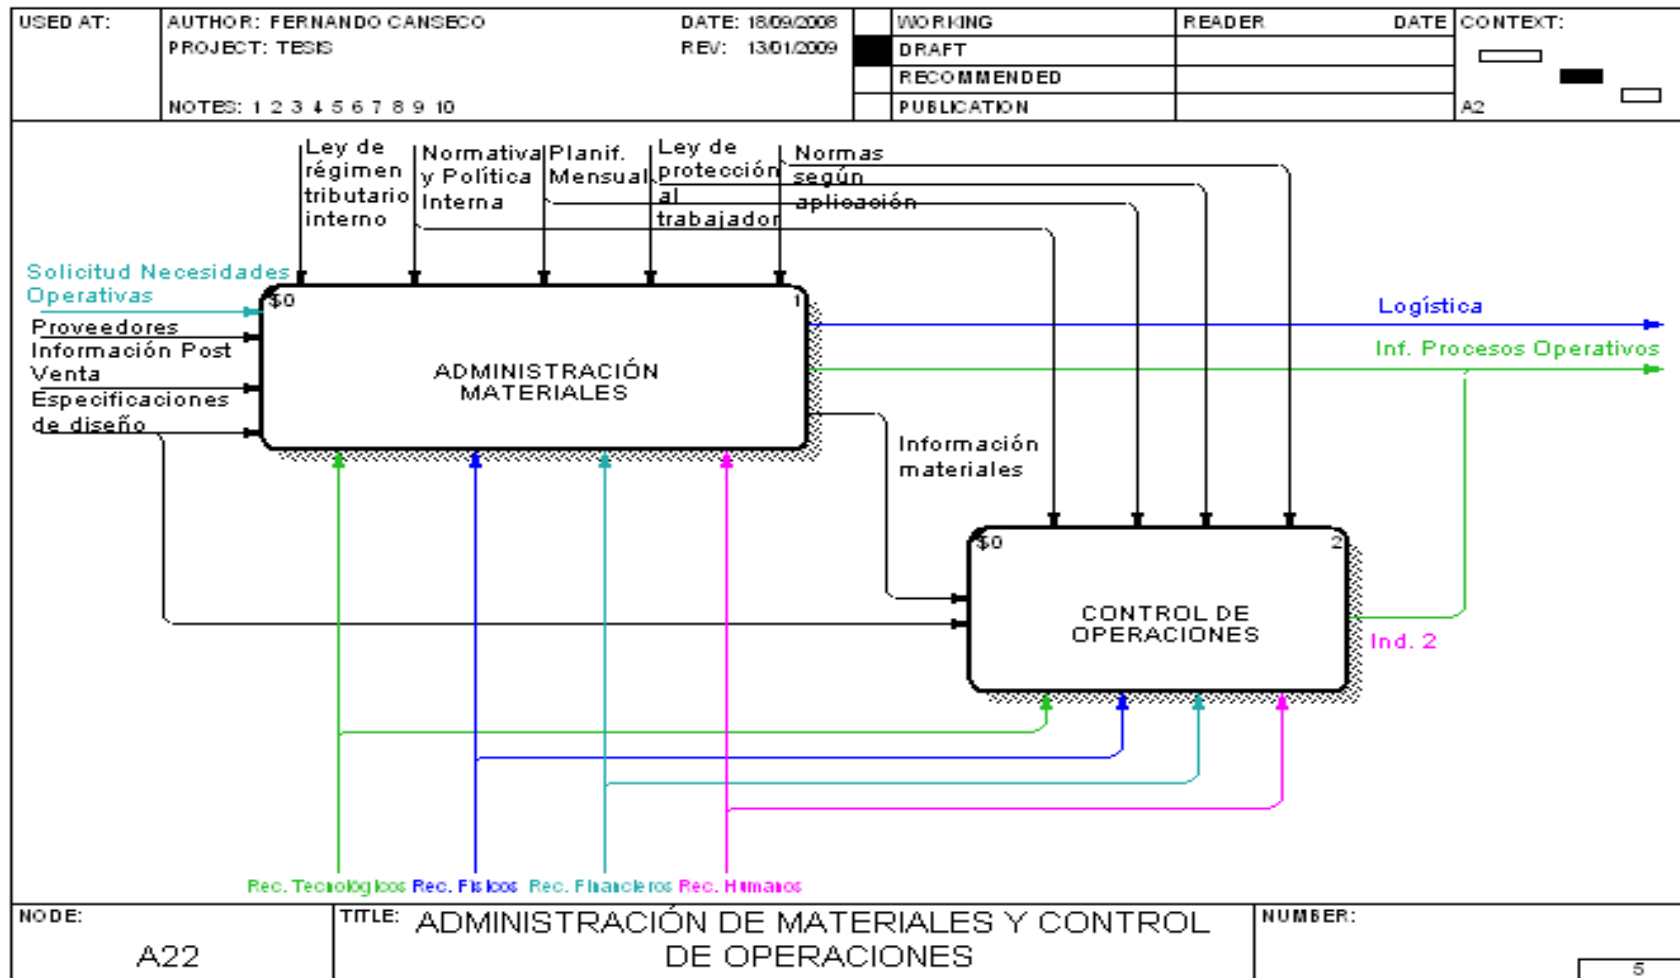 USED AT:
AUTHOR: FERNANDO CANSECO
DATE: 18/09/2008
PROJECT: TESIS
REV: 13/01/2009
NOTES: 1 2 3 4 5 6 7 8 9 10
WORKING
DRAFT
RECOMMENDED
PUBLICATION
READER
DATE
CONTEXT:
A2
Ley de
régimen
tributario
interno
Normativa
y Política
Interna
Planif.
Mensual
Ley de
protección
al
trabajador
Normas
según
aplicación
Solicitud Necesidades
Operativas
Proveedores
Información Post
Venta
Especificaciones
de diseño
$0
1
ADMINISTRACIÓN
MATERIALES
Logística
Inf. Procesos Operativos
Información
materiales
$0
2
CONTROL DE
OPERACIONES
Ind. 2
Rec. Tecnológicos
Rec. Físicos
Rec. Financieros
Rec. Humanos
NODE:
A22
TITLE:
ADMINISTRACIÓN DE MATERIALES Y CONTROL
DE OPERACIONES
NUMBER:
5